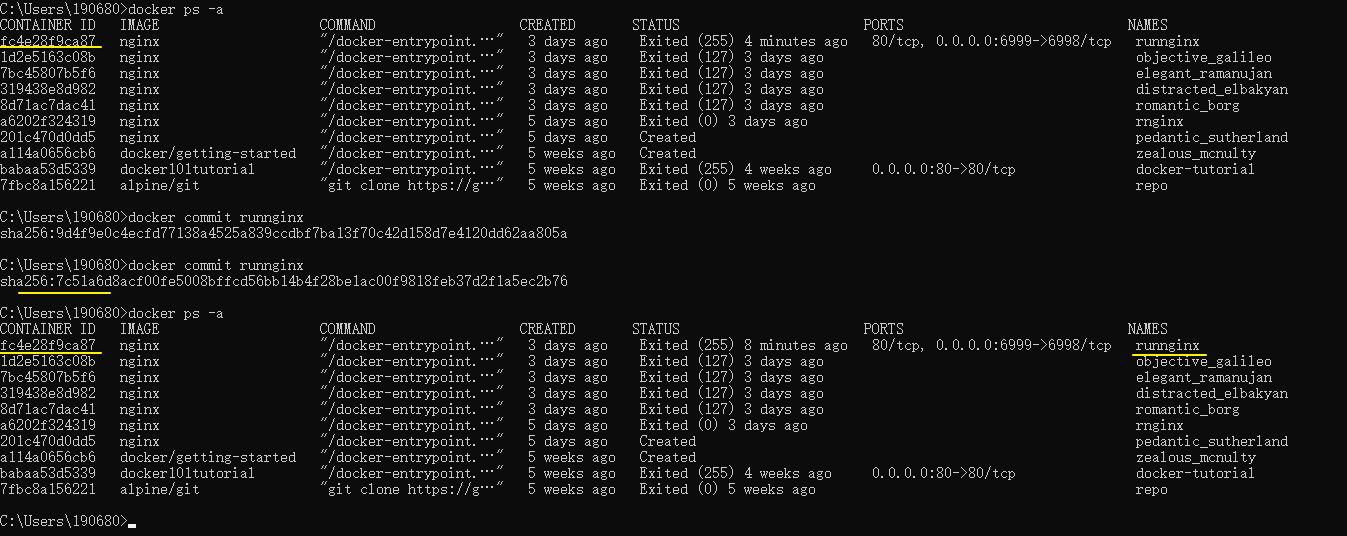 C:\Users\190680>docker ps -a
CONTAINER ID   IMAGE                    COMMAND                  CREATED       STATUS                       PORTS                          NAMES
fc4e28f9ca87   nginx                    "/docker-entrypoint.…"   3 days ago    Exited (255) 4 minutes ago   80/tcp, 0.0.0.0:6999->6998/tcp   runnginx
1d2e5163c08b   nginx                    "/docker-entrypoint.…"   3 days ago    Exited (127) 3 days ago                                     objective_galileo
7bc45807b5f6   nginx                    "/docker-entrypoint.…"   3 days ago    Exited (127) 3 days ago                                     elegant_ramanujan
319438e8d982   nginx                    "/docker-entrypoint.…"   3 days ago    Exited (127) 3 days ago                                     distracted_elbakyan
8d71ac7dac41   nginx                    "/docker-entrypoint.…"   3 days ago    Exited (127) 3 days ago                                     romantic_borg
a6202f324319   nginx                    "/docker-entrypoint.…"   5 days ago    Exited (0) 3 days ago                                       rnginx
201c470d0dd5   nginx                    "/docker-entrypoint.…"   5 days ago    Created                                                     pedantic_sutherland
a114a0656cb6   docker/getting-started   "/docker-entrypoint.…"   5 weeks ago   Created                                                     zealous_mcnulty
babaa53d5339   docker101tutorial        "/docker-entrypoint.…"   5 weeks ago   Exited (255) 4 weeks ago     0.0.0.0:80->80/tcp             docker-tutorial
7fbc8a156221   alpine/git               "git clone https://g…"   5 weeks ago   Exited (0) 5 weeks ago                                      repo
C:\Users\190680>docker commit runnginx
sha256:9d4f9e0c4ecfd77138a4525a839ccdbf7ba13f70c42d158d7e4120dd62aa805a
C:\Users\190680>docker commit runnginx
sha256:7c51a6d8acf00fe5008bffcd56bb14b4f28be1ac00f9818feb37d2f1a5ec2b76
C:\Users\190680>docker ps -a
CONTAINER ID   IMAGE                    COMMAND                  CREATED       STATUS                       PORTS                          NAMES
fc4e28f9ca87   nginx                    "/docker-entrypoint.…"   3 days ago    Exited (255) 8 minutes ago   80/tcp, 0.0.0.0:6999->6998/tcp   runnginx
1d2e5163c08b   nginx                    "/docker-entrypoint.…"   3 days ago    Exited (127) 3 days ago                                     objective_galileo
7bc45807b5f6   nginx                    "/docker-entrypoint.…"   3 days ago    Exited (127) 3 days ago                                     elegant_ramanujan
319438e8d982   nginx                    "/docker-entrypoint.…"   3 days ago    Exited (127) 3 days ago                                     distracted_elbakyan
8d71ac7dac41   nginx                    "/docker-entrypoint.…"   3 days ago    Exited (127) 3 days ago                                     romantic_borg
a6202f324319   nginx                    "/docker-entrypoint.…"   5 days ago    Exited (0) 3 days ago                                       rnginx
201c470d0dd5   nginx                    "/docker-entrypoint.…"   5 days ago    Created                                                     pedantic_sutherland
a114a0656cb6   docker/getting-started   "/docker-entrypoint.…"   5 weeks ago   Created                                                     zealous_mcnulty
babaa53d5339   docker101tutorial        "/docker-entrypoint.…"   5 weeks ago   Exited (255) 4 weeks ago     0.0.0.0:80->80/tcp             docker-tutorial
7fbc8a156221   alpine/git               "git clone https://g…"   5 weeks ago   Exited (0) 5 weeks ago                                      repo
C:\Users\190680>